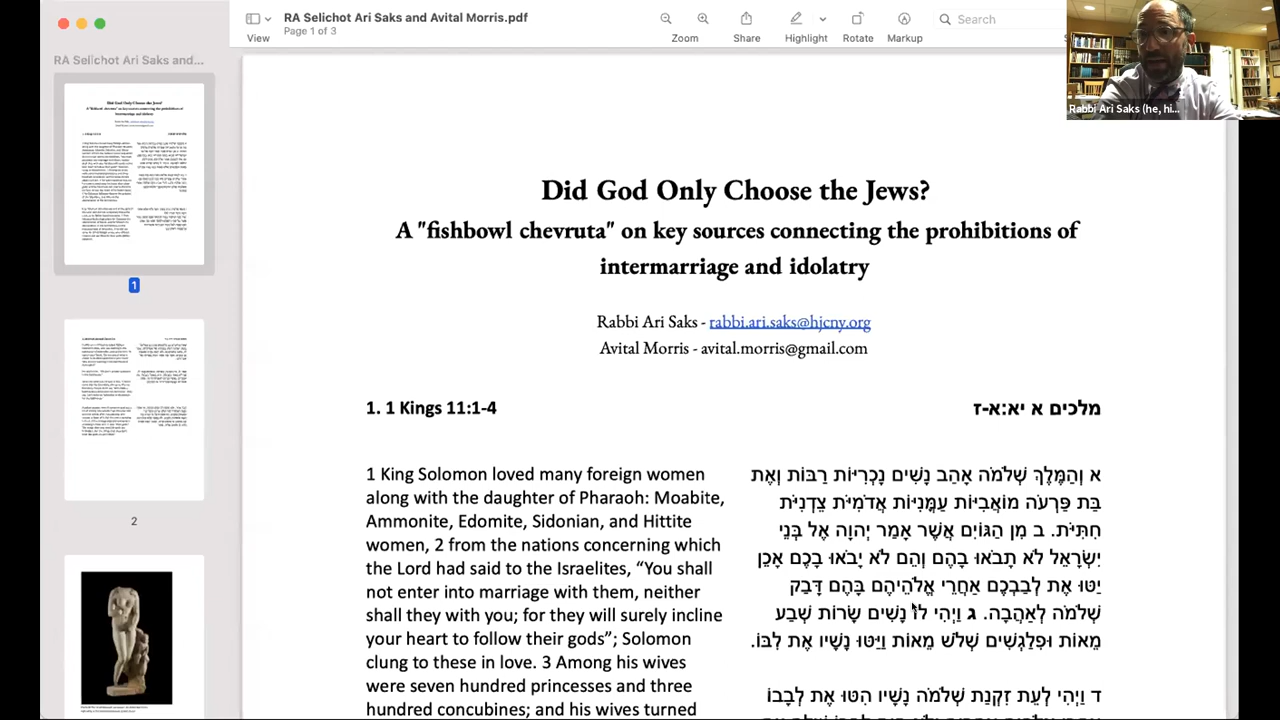 RA Selichot Ari Saks and Avital Morris.pdf
Page 1 of 3
View
Zoom
Share
Highlight
Rotate
Markup
Search
Rabbi Ari Saks (he, hi...
RA Selichot Ari Saks and...
1
2
Did God Only Choose the Jews?
A "fishbowl chevruta" on key sources connecting the prohibitions of
intermarriage and idolatry
Rabbi Ari Saks - rabbi.ari.saks@hjcny.org
Avital Morris - avital.morris@gmail.com
1. 1 Kings 11:1-4
מלכים א יא:א-ז
1 King Solomon loved many foreign women
along with the daughter of Pharaoh: Moabite,
Ammonite, Edomite, Sidonian, and Hittite
women, 2 from the nations concerning which
the Lord had said to the Israelites, “You shall
not enter into marriage with them, neither
shall they with you; for they will surely incline
your heart to follow their gods”; Solomon
clung to these in love. 3 Among his wives
were seven hundred princesses and three
hundred concubines; and his wives turned
א וְהַמֶּלֶךְ שְׁלֹמֹה אָהַב נָשִׁים נָכְרִיּוֹת רַבּוֹת וְאֶת
בַּת פַּרְעֹה מוֹאֲבִיּוֹת עַמֳּנִיּוֹת אֲדֹמִיֹּת צֵדְנִיֹּת
חִתִּיֹּת. ב מִן הַגּוֹיִם אֲשֶׁר אָמַר יְהוָה אֶל בְּנֵי
יִשְׂרָאֵל לֹא תָבֹאוּ בָהֶם וְהֵם לֹא יָבֹאוּ בָכֶם אָכֵן
יַטּוּ אֶת לְבַבְכֶם אַחֲרֵי אֱלֹהֵיהֶם בָּהֶם דָּבַק
שְׁלֹמֹה לְאַהֲבָה. ג וַיְהִי לוֹ נָשִׁים שָׂרוֹת שְׁבַע
מֵאוֹת וּפִלַגְשִׁים שְׁלֹשׁ מֵאוֹת וַיַּטּוּ נָשָׁיו אֶת לִבּוֹ.
ד וַיְהִי לְעֵת זִקְנַת שְׁלֹמֹה נָשָׁיו הִטּוּ אֶת לְבָבוֹ